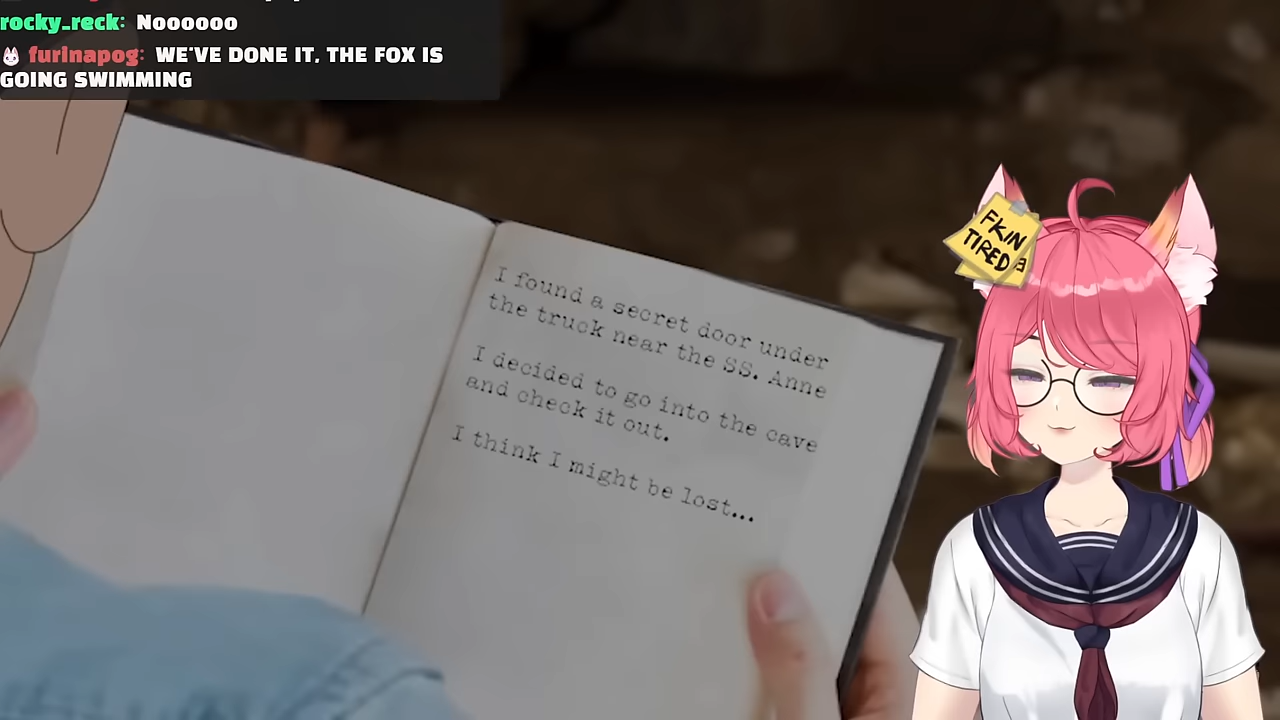 rocky_reck: Noooooo
furinapog: WE'VE DONE IT, THE FOX IS
GOING SWIMMING
FKIN
TIRED
I found a secret door under
the truck near the SS. Anne
I decided to go into the cave
and check it out.
I think I might be lost...